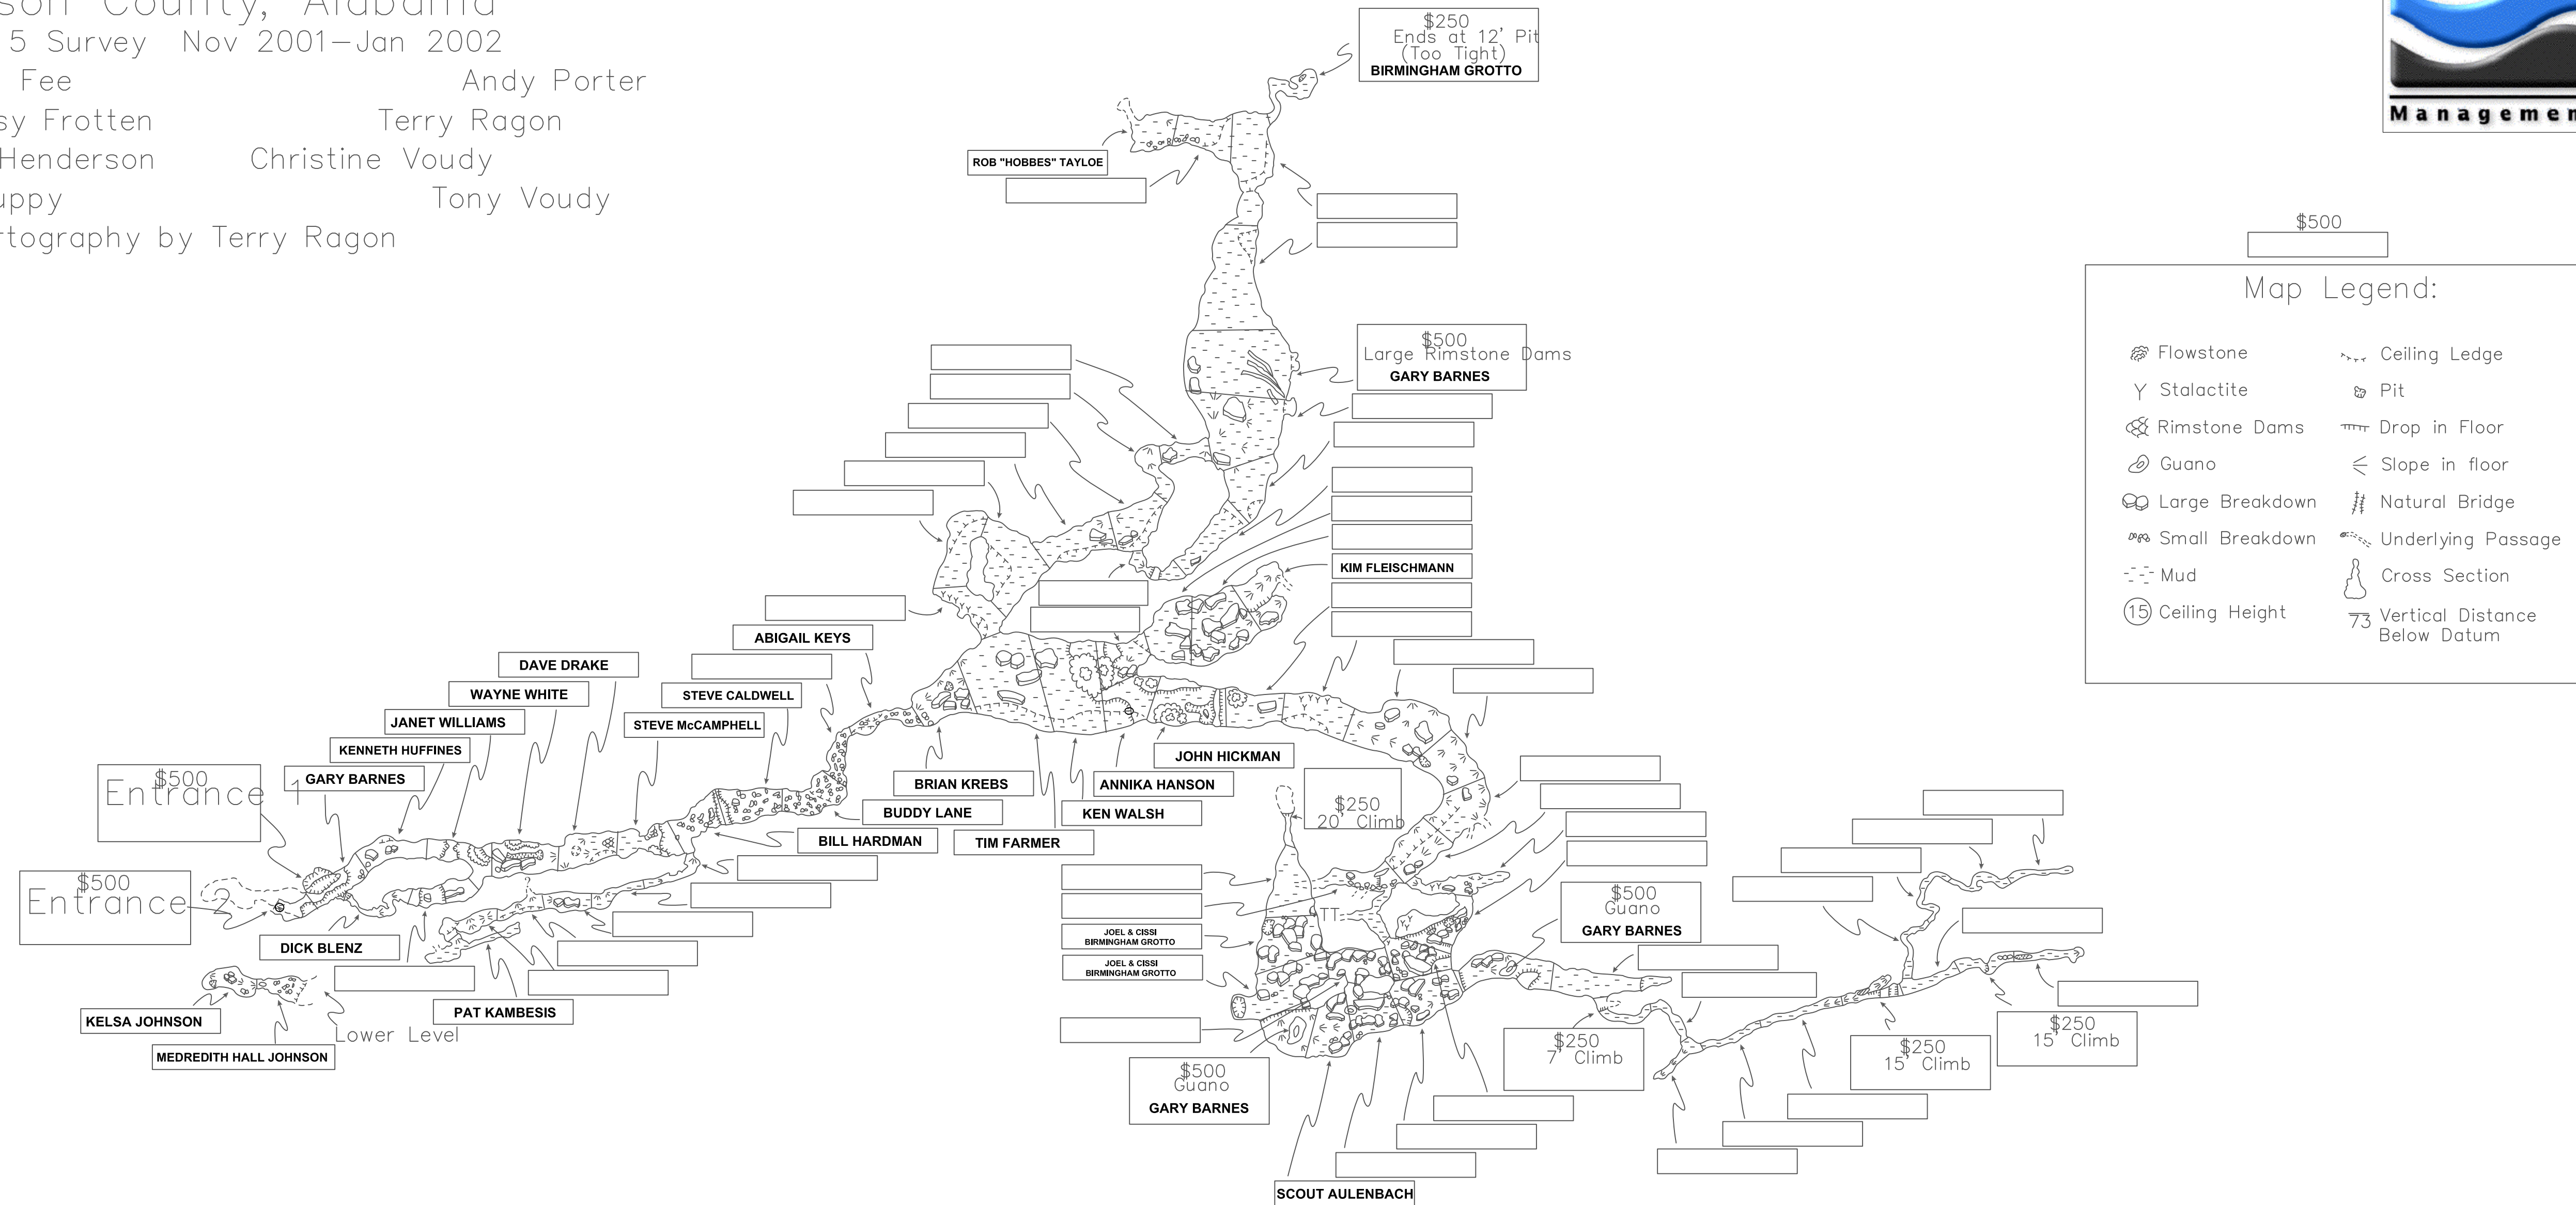 son County, Alabama
5 Survey Nov 2001-Jan 2002
Fee Andy Porter
sy Frotten Terry Ragon
Henderson Christine Voudy
uppy Tony Voudy
rtography by Terry Ragon
Managemen
$250
Ends at 12' Pit
(Too Tight)
BIRMINGHAM GROTTO
ROB "HOBBES" TAYLOE
$500
Map Legend:
Flowstone
Ceiling Ledge
Stalactite
Pit
Rimstone Dams
Drop in Floor
Guano
Slope in floor
Large Breakdown
Natural Bridge
Small Breakdown
Underlying Passage
Mud
Cross Section
15 Ceiling Height
73 Vertical Distance
Below Datum
$500
Large Rimstone Dams
GARY BARNES
KIM FLEISCHMANN
ABIGAIL KEYS
DAVE DRAKE
WAYNE WHITE
STEVE CALDWELL
JANET WILLIAMS
STEVE McCAMPHELL
KENNETH HUFFINES
GARY BARNES
$500
Entrance 1
JOHN HICKMAN
BRIAN KREBS
ANNIKA HANSON
BUDDY LANE
KEN WALSH
BILL HARDMAN
TIM FARMER
$250
20' Climb
$500
Entrance 2
?
TT
DICK BLENZ
JOEL & CISSI
BIRMINGHAM GROTTO
JOEL & CISSI
BIRMINGHAM GROTTO
$500
Guano
GARY BARNES
KELSA JOHNSON
PAT KAMBESIS
Lower Level
MEDREDITH HALL JOHNSON
$500
Guano
GARY BARNES
$250
7' Climb
$250
15' Climb
$250
15' Climb
SCOUT AULENBACH